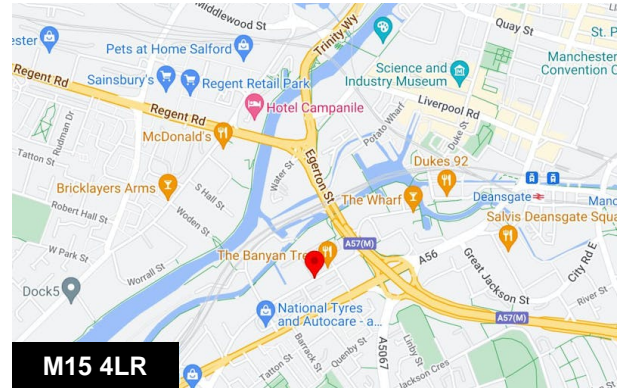 Middlewood St
Quay St
St. P
ester
Pets at Home Salford
Trinity Wy
Manchester
Convention C
Regent Rd
Sainsbury's
Regent Retail Park
Science and
Industry Museum
Hotel Campanile
Liverpool Rd
Regent Rd
McDonald's
Rudman Dr
Potato Wharf
Duke St
Tatton St
Water St
Egerton St
Dukes 92
Bricklayers Arms
S Hall St
The Wharf
Deansgate
Manc
Robert Hall St
Woden St
Salvis Deansgate Squa
W Park St
The Banyan Tre
A57(M)
A56
Great Jackson St
City Rd E
Worrall St
Dock5
River St
National Tyres
and Autocare - a...
A57(M)
Barrack St
Quenby St
A5067
Linby St
Tatton St
Jackson Cres
M15 4LR